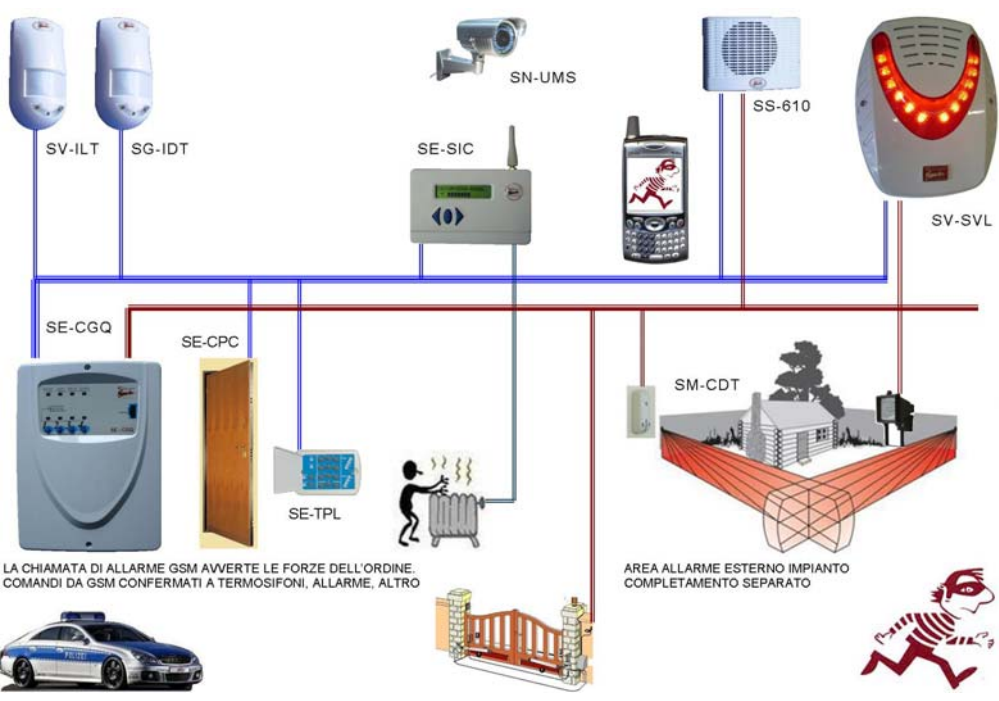 SN-UMS
SS-610
SV-ILT
SG-IDT
SE-SIC
SV-SVL
SE-CGQ
SE-CPC
SM-CDT
SE-TPL
LA CHIAMATA DI ALLARME GSM AVVERTE LE FORZE DELL'ORDINE.
COMANDI DA GSM CONFERMATI A TERMOSIFONI, ALLARME, ALTRO
AREA ALLARME ESTERNO IMPIANTO
COMPLETAMENTO SEPARATO
POLIZEI